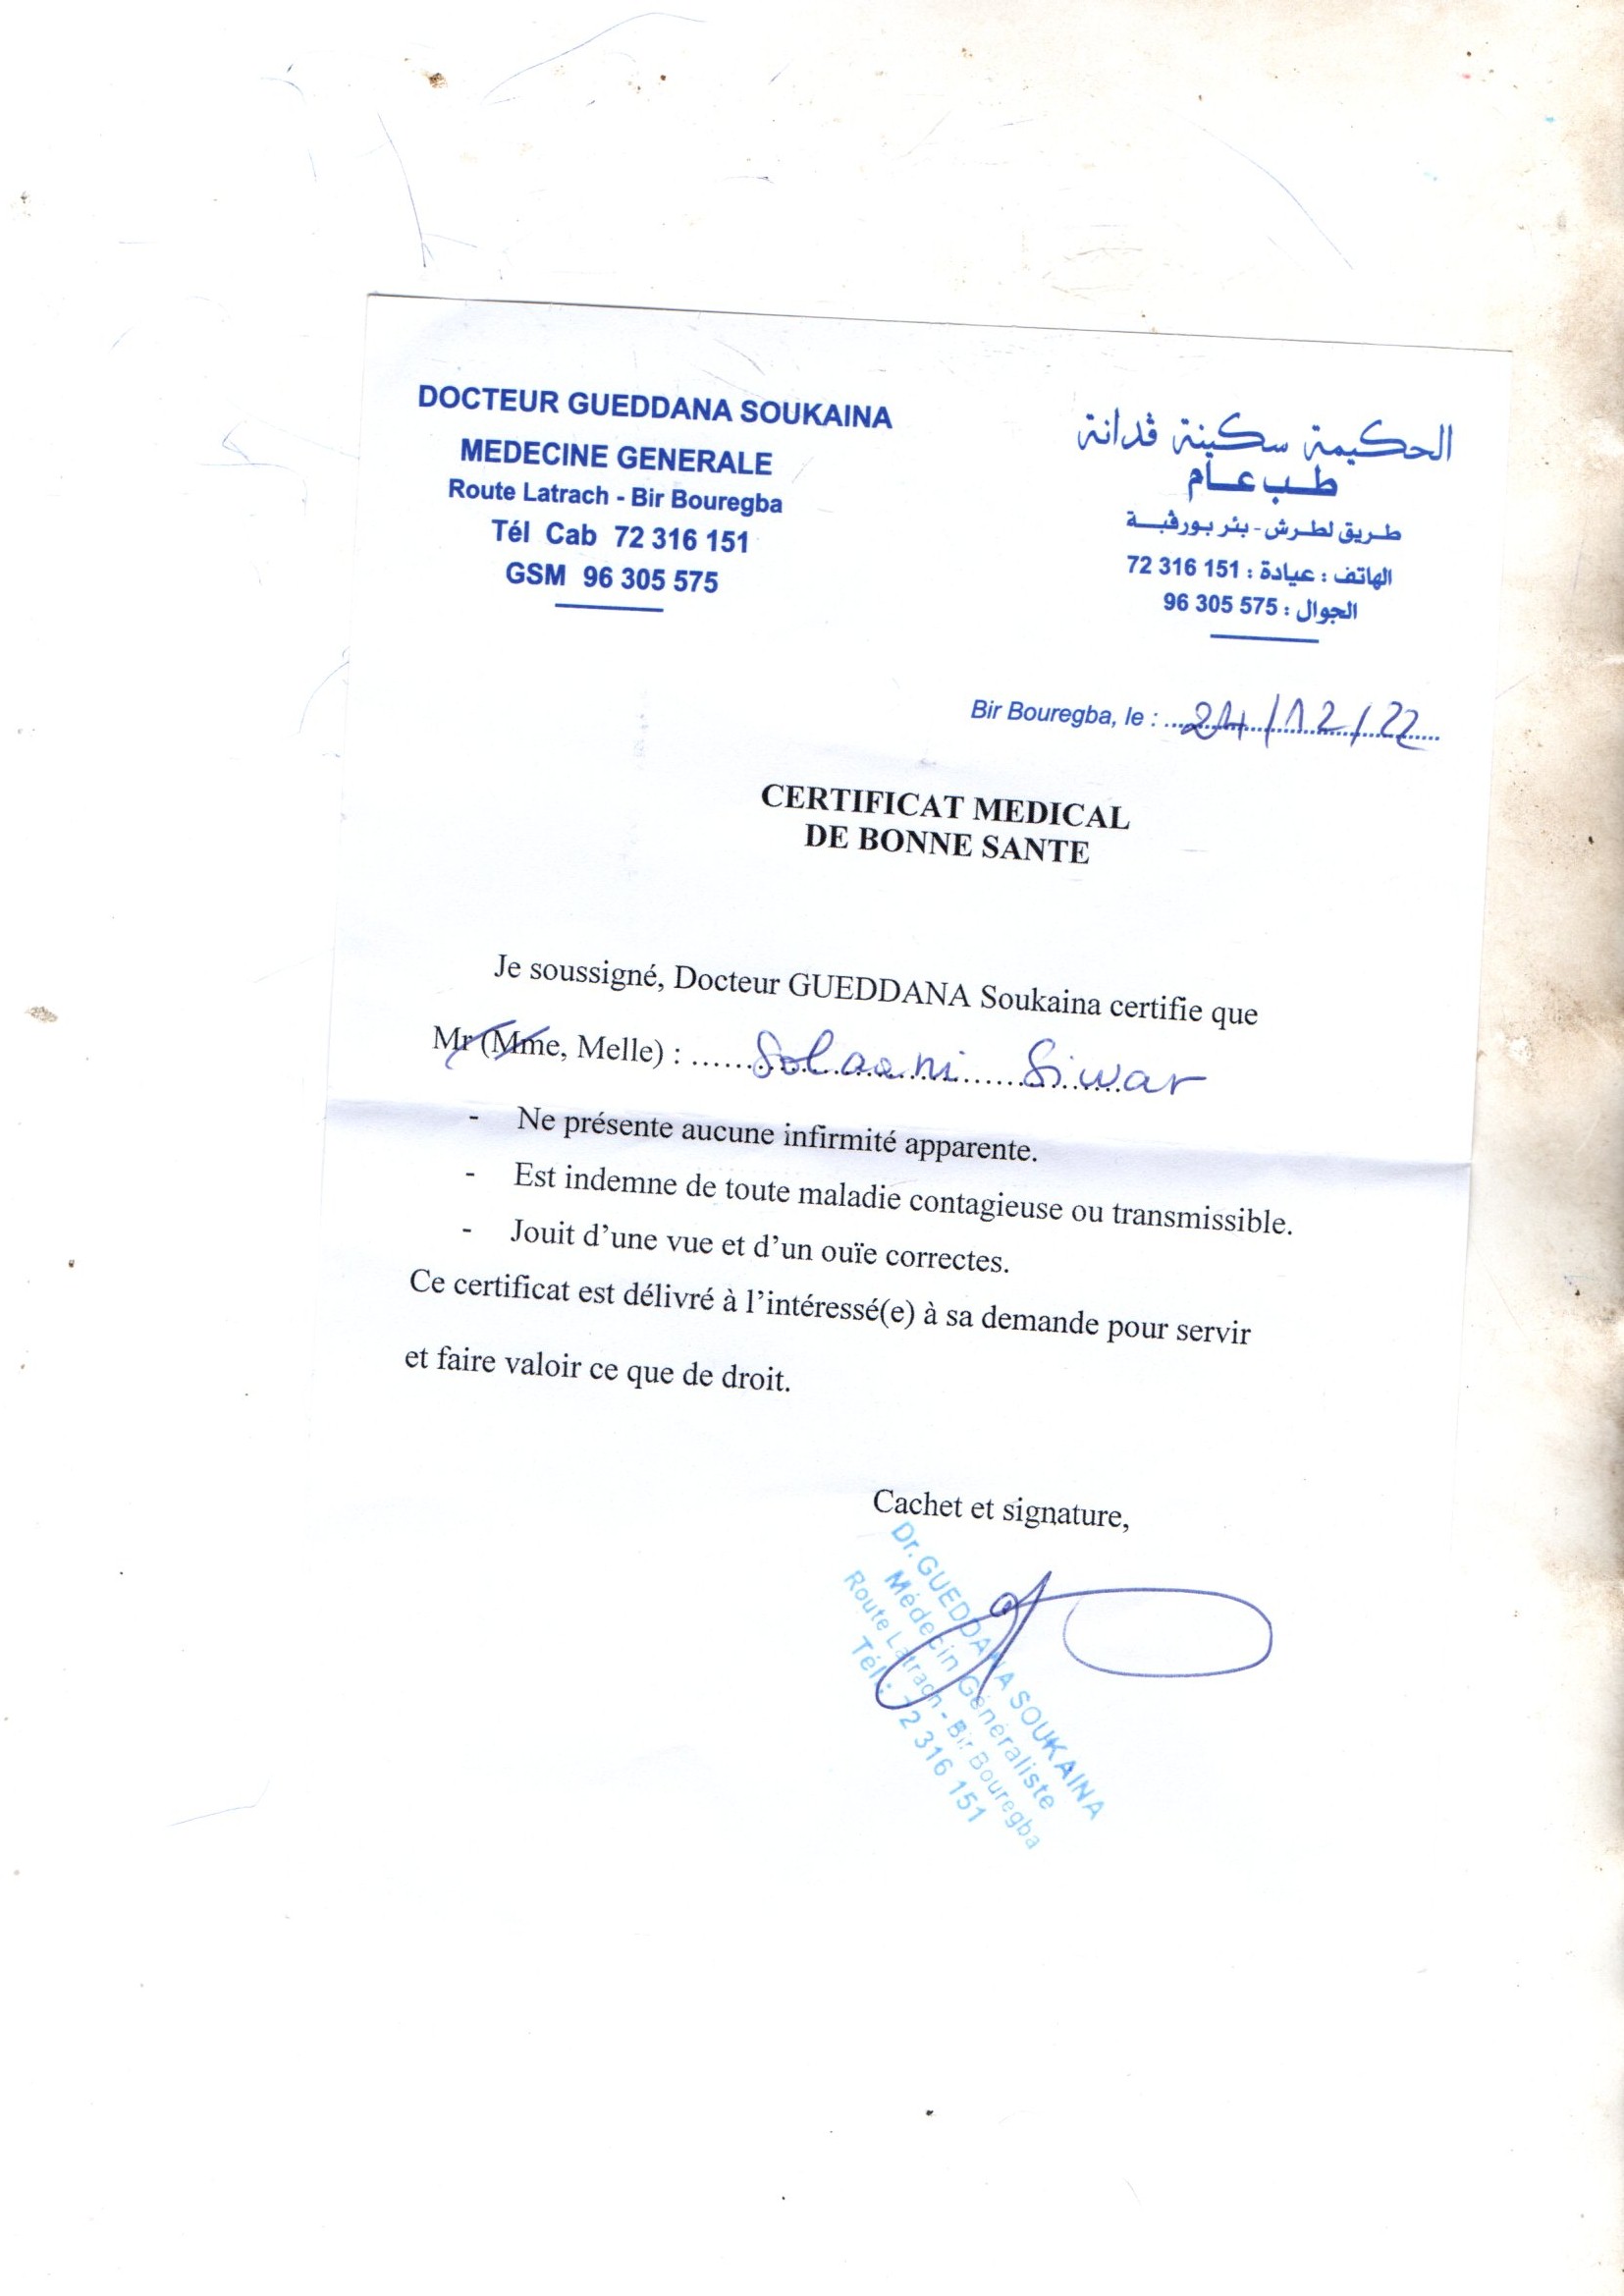 DOCTEUR GUEDDANA SOUKAINA
MEDECINE GENERALE
Route Latrach - Bir Bouregba
Tél Cab 72 316 151
GSM 96 305 575
الحكيمة سكينة ڨدانة
طب عام
طريق لطرش - بئر بورڨبة
الهاتف : عيادة : 151 316 72
الجوال : 575 305 96
Bir Bouregba, le : 24/12/22
CERTIFICAT MEDICAL
DE BONNE SANTE
Je soussigné, Docteur GUEDDANA Soukaina certifie que
Mr (Mme, Melle) : Solaani Siwar
- Ne présente aucune infirmité apparente.
- Est indemne de toute maladie contagieuse ou transmissible.
- Jouit d’une vue et d’un ouïe correctes.
Ce certificat est délivré à l’intéressé(e) à sa demande pour servir
et faire valoir ce que de droit.
Cachet et signature,
Dr. GUEDDANA SOUKAINA
Médecin Généraliste
Route Latrach - Bir Bouregba
Tél : 72 316 151